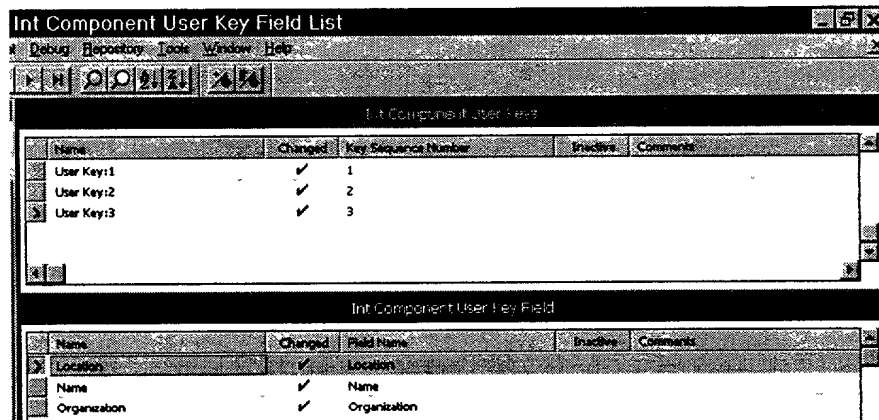 Int Component User Key Field List
Debug Repository Tools Window Help
Int Component User Keys
Name Changed Key Sequence Number Inactive Comments
User Key:1 ✔ 1
User Key:2 ✔ 2
User Key:3 ✔ 3
Int Component User Key Field
Name Changed Field Name Inactive Comments
Location ✔ Location
Name ✔ Name
Organization ✔ Organization